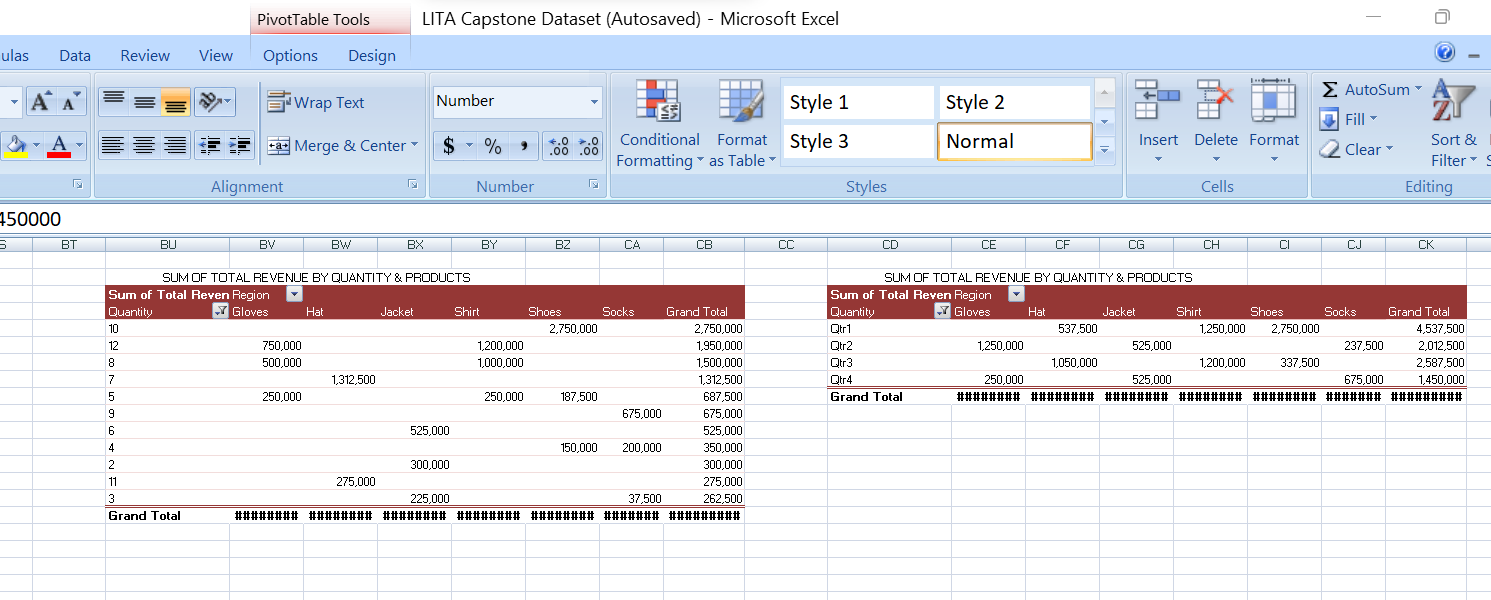 PivotTable Tools LITA Capstone Dataset (Autosaved) - Microsoft Excel
ulas Data Review View Options Design
A A Wrap Text Number Style 1 Style 2 Σ AutoSum
A Merge & Center $ % , .00 .00 Conditional Formatting Format as Table Style 3 Normal Insert Delete Format Fill Clear Sort & Filter
Alignment Number Styles Cells Editing
450000
S BT BU BV BW BX BY BZ CA CB CC CD CE CF CG CH CI CJ CK
SUM OF TOTAL REVENUE BY QUANTITY & PRODUCTS
Sum of Total Reven Region
Quantity Gloves Hat Jacket Shirt Shoes Socks Grand Total
10 2,750,000 2,750,000
12 750,000 1,200,000 1,950,000
8 500,000 1,000,000 1,500,000
7 1,312,500 1,312,500
5 250,000 250,000 187,500 687,500
9 675,000 675,000
6 525,000 525,000
4 150,000 200,000 350,000
2 300,000 300,000
11 275,000 275,000
3 225,000 37,500 262,500
Grand Total ######## ######## ######## ######## ######## ####### #########
SUM OF TOTAL REVENUE BY QUANTITY & PRODUCTS
Sum of Total Reven Region
Quantity Gloves Hat Jacket Shirt Shoes Socks Grand Total
Qtr1 537,500 1,250,000 2,750,000 4,537,500
Qtr2 1,250,000 525,000 237,500 2,012,500
Qtr3 1,050,000 1,200,000 337,500 2,587,500
Qtr4 250,000 525,000 675,000 1,450,000
Grand Total ######## ######## ######## ######## ######## ####### #########